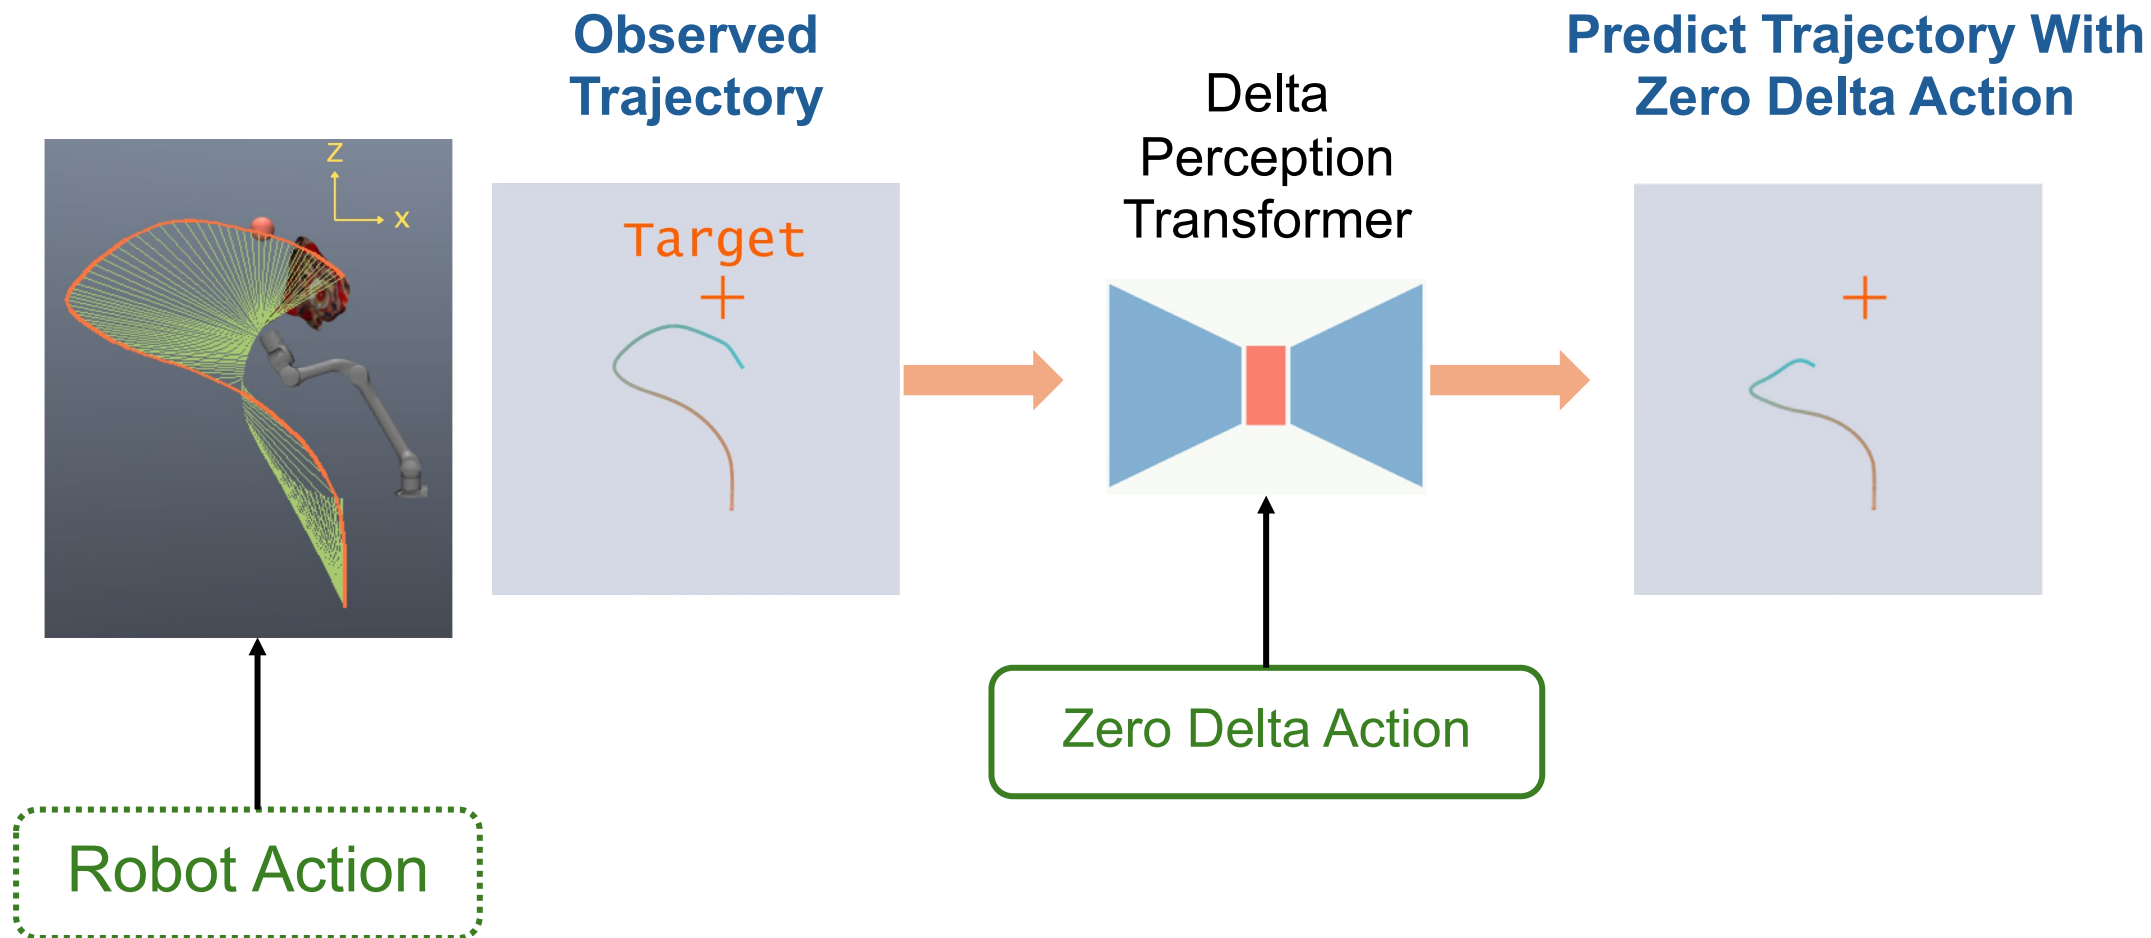 Observed
Trajectory
Predict Trajectory With
Zero Delta Action
Delta
Perception
Transformer
Z
X
Target
Zero Delta Action
Robot Action